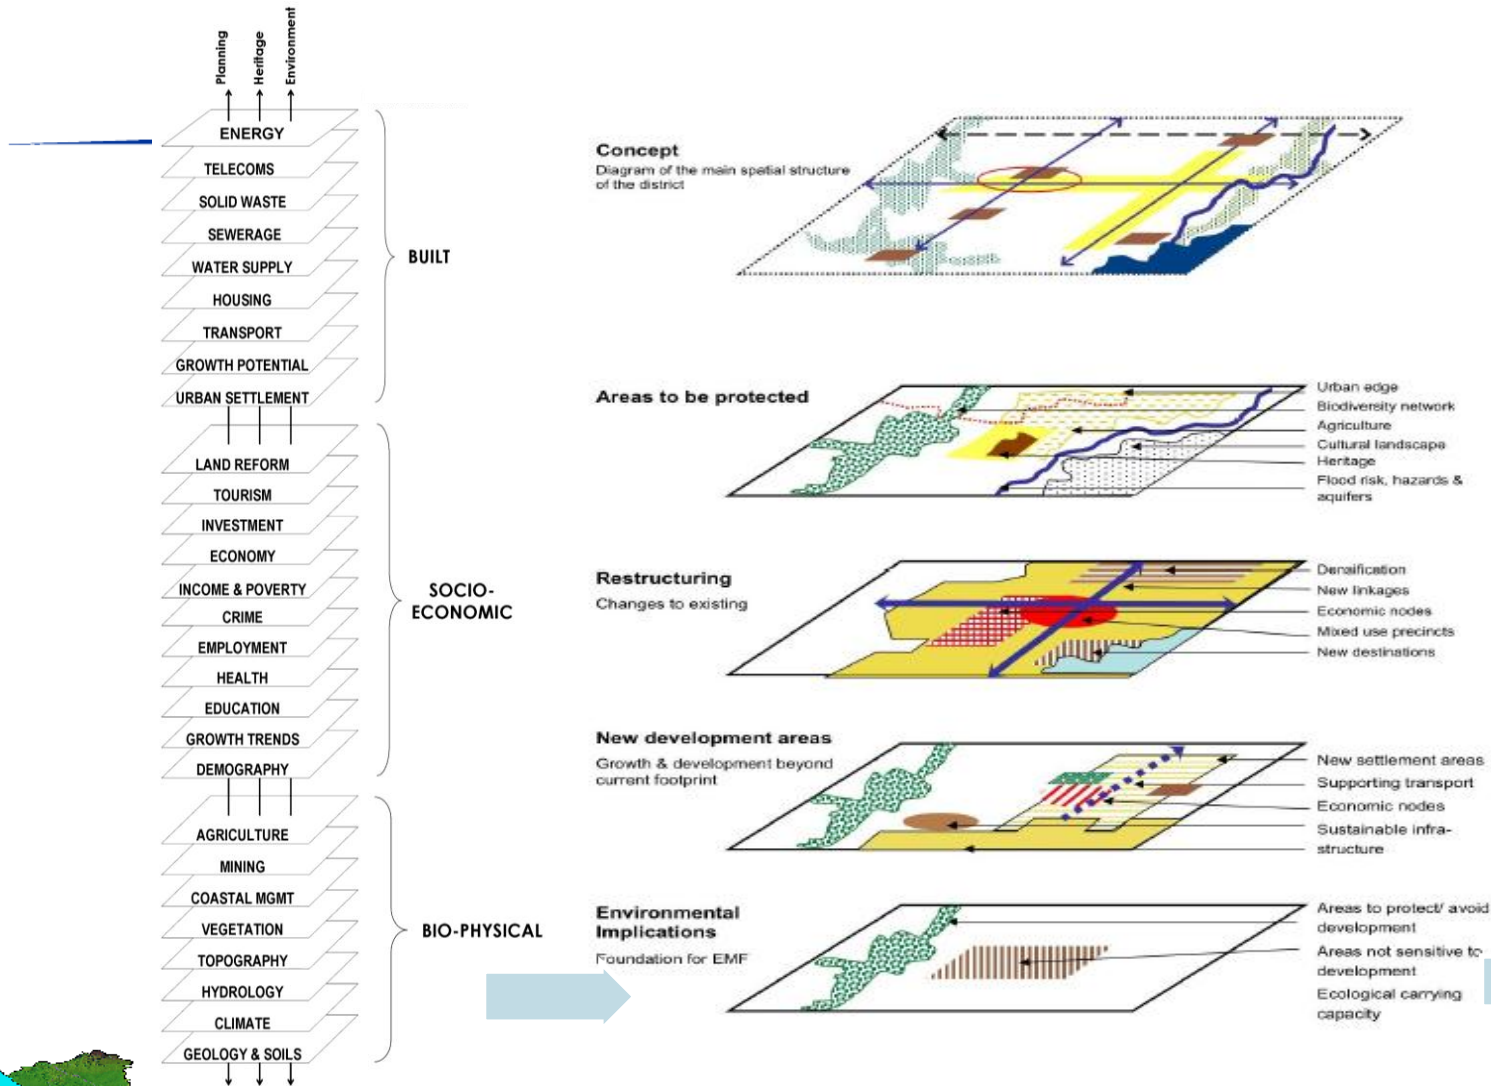 Planning
Heritage
Environment
ENERGY
TELECOMS
SOLID WASTE
SEWERAGE
WATER SUPPLY
HOUSING
TRANSPORT
GROWTH POTENTIAL
URBAN SETTLEMENT
BUILT
LAND REFORM
TOURISM
INVESTMENT
ECONOMY
INCOME & POVERTY
CRIME
EMPLOYMENT
HEALTH
EDUCATION
GROWTH TRENDS
DEMOGRAPHY
SOCIO-
ECONOMIC
AGRICULTURE
MINING
COASTAL MGMT
VEGETATION
TOPOGRAPHY
HYDROLOGY
CLIMATE
GEOLOGY & SOILS
BIO-PHYSICAL
Concept
Diagram of the main spatial structure
of the district
Areas to be protected
Urban edge
Biodiversity network
Agriculture
Cultural landscape
Heritage
Flood risk, hazards &
aquifers
Restructuring
Changes to existing
Densification
New linkages
Economic nodes
Mixed use precincts
New destinations
New development areas
Growth & development beyond
current footprint
New settlement areas
Supporting transport
Economic nodes
Sustainable infra-
structure
Environmental
Implications
Foundation for EMF
Areas to protect/ avoid
development
Areas not sensitive to
development
Ecological carrying
capacity